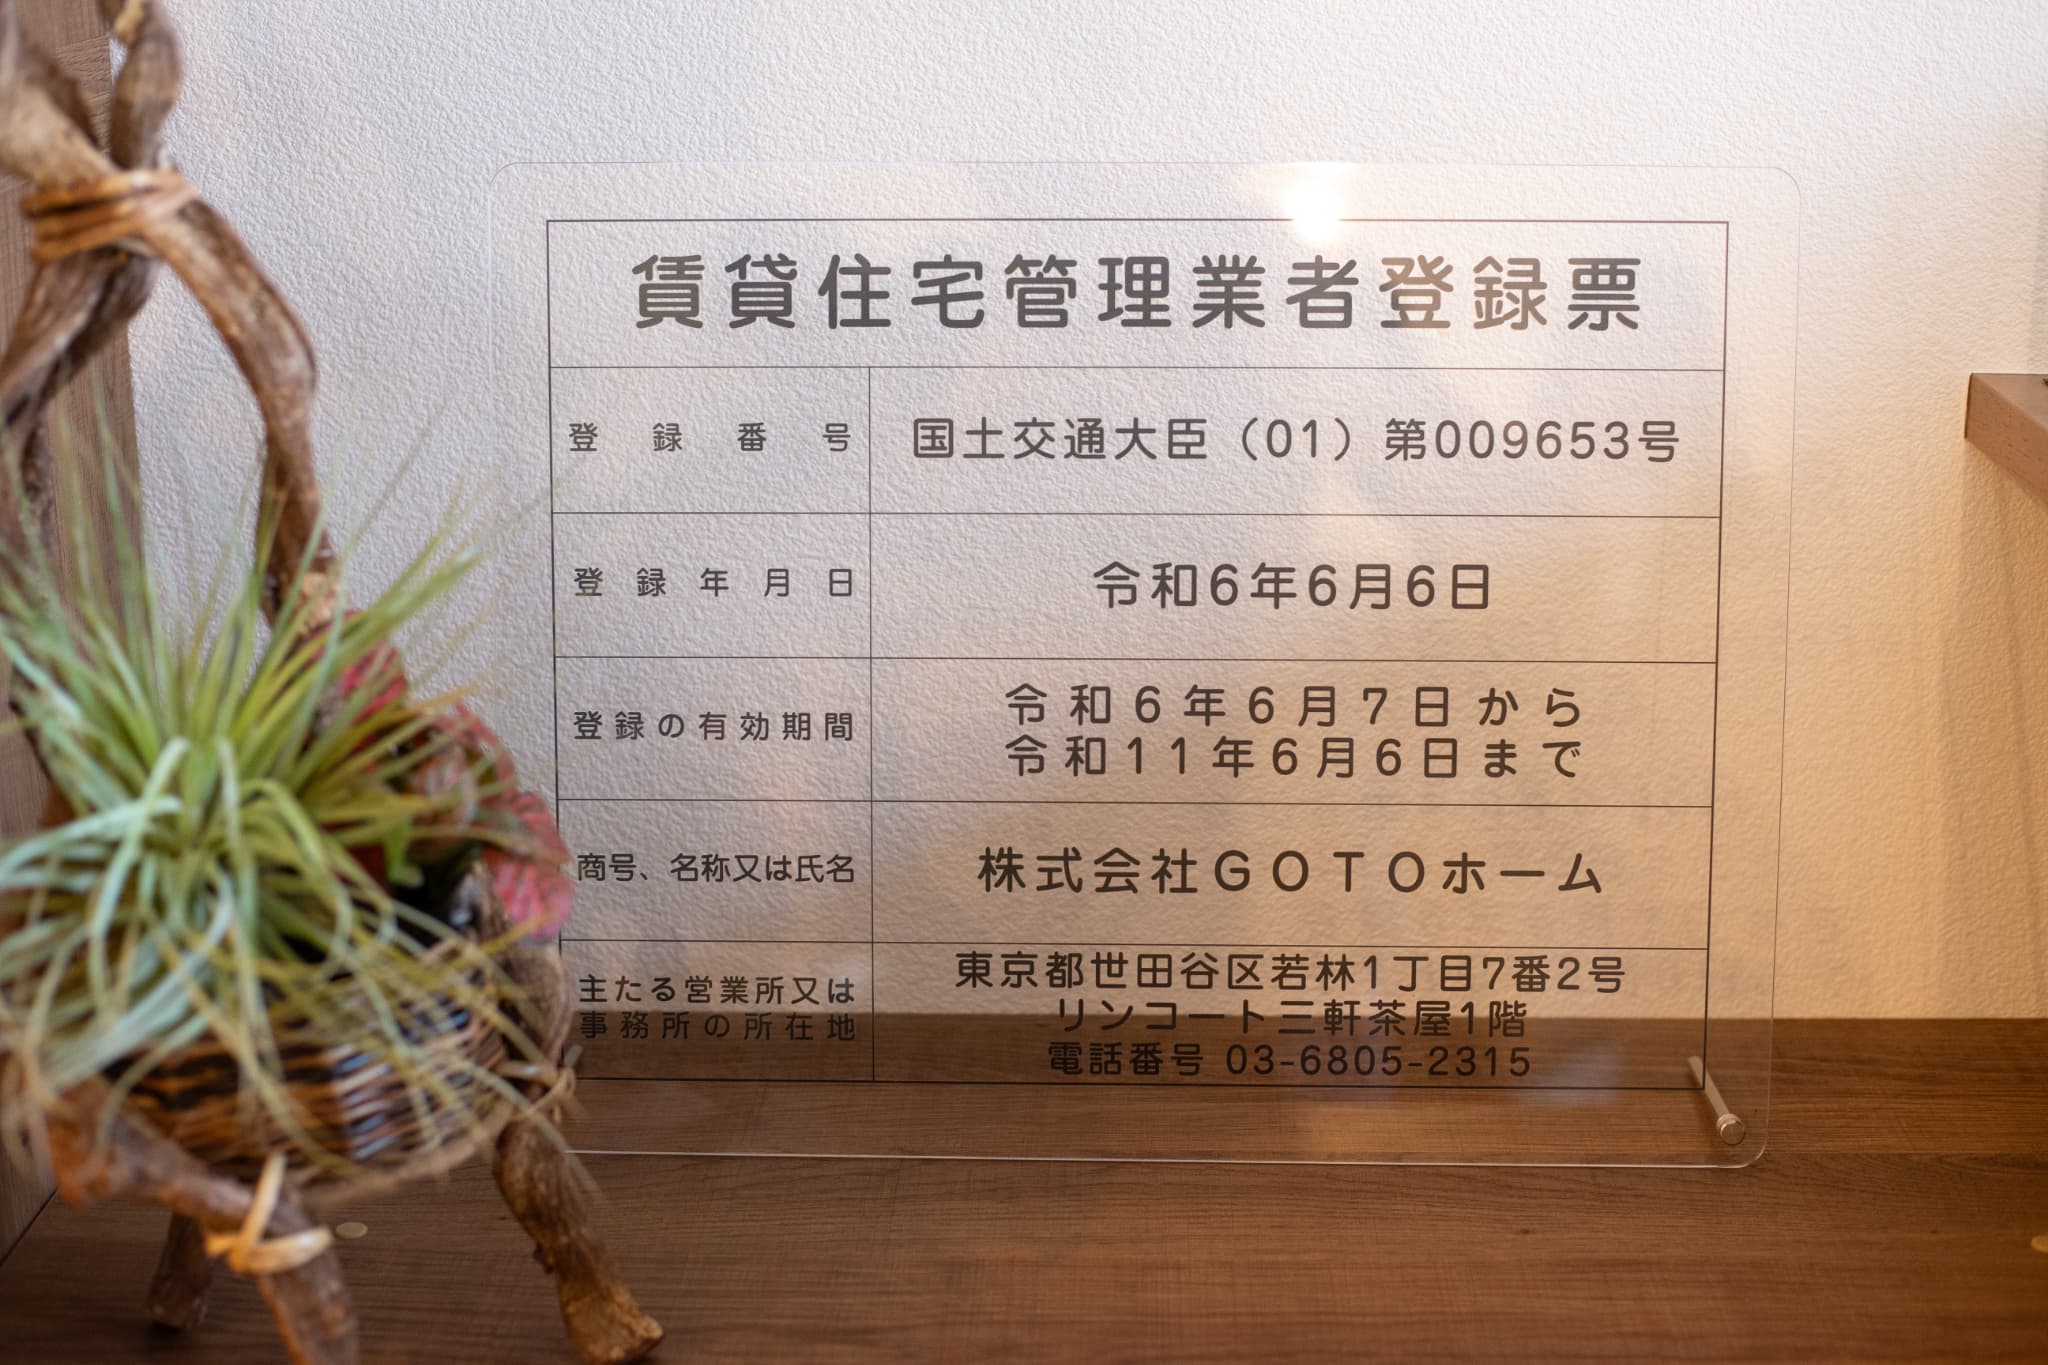 賃貸住宅管理業者登録票
登録番号 国土交通大臣（01）第009653号
登録年月日 令和6年6月6日
登録の有効期間 令和6年6月7日から
令和11年6月6日まで
商号、名称又は氏名 株式会社GOTOホーム
主たる営業所又は
事務所の所在地
東京都世田谷区若林1丁目7番2号
リンコート三軒茶屋1階
電話番号 03-6805-2315